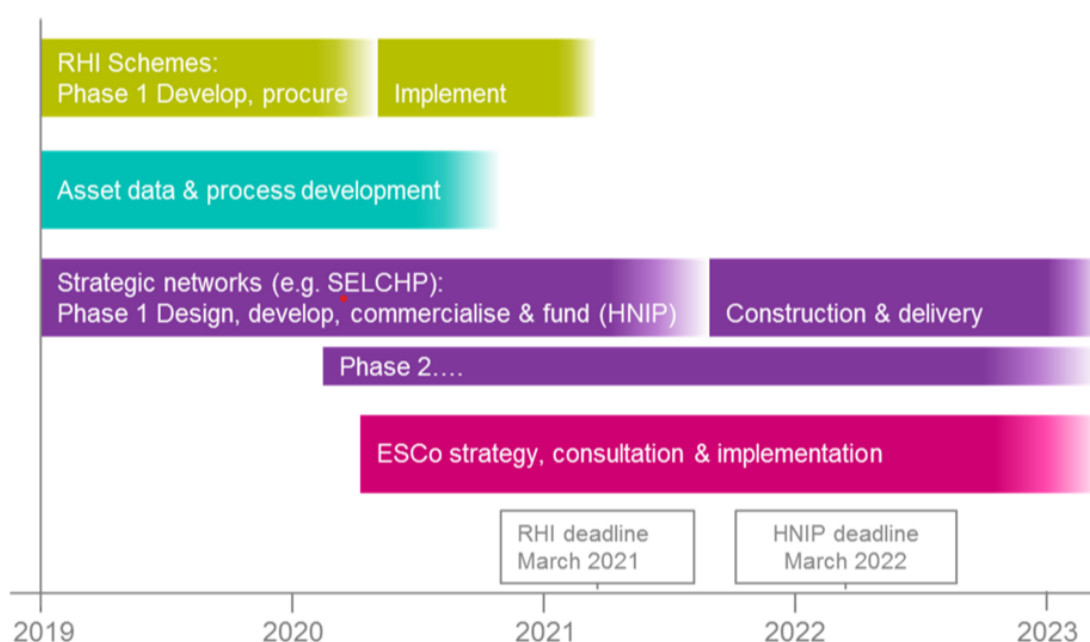 RHI Schemes:
Phase 1 Develop, procure
Implement
Asset data & process development
Strategic networks (e.g. SELCHP):
Phase 1 Design, develop, commercialise & fund (HNIP)
Construction & delivery
Phase 2....
ESCo strategy, consultation & implementation
RHI deadline
March 2021
HNIP deadline
March 2022
2019
2020
2021
2022
2023